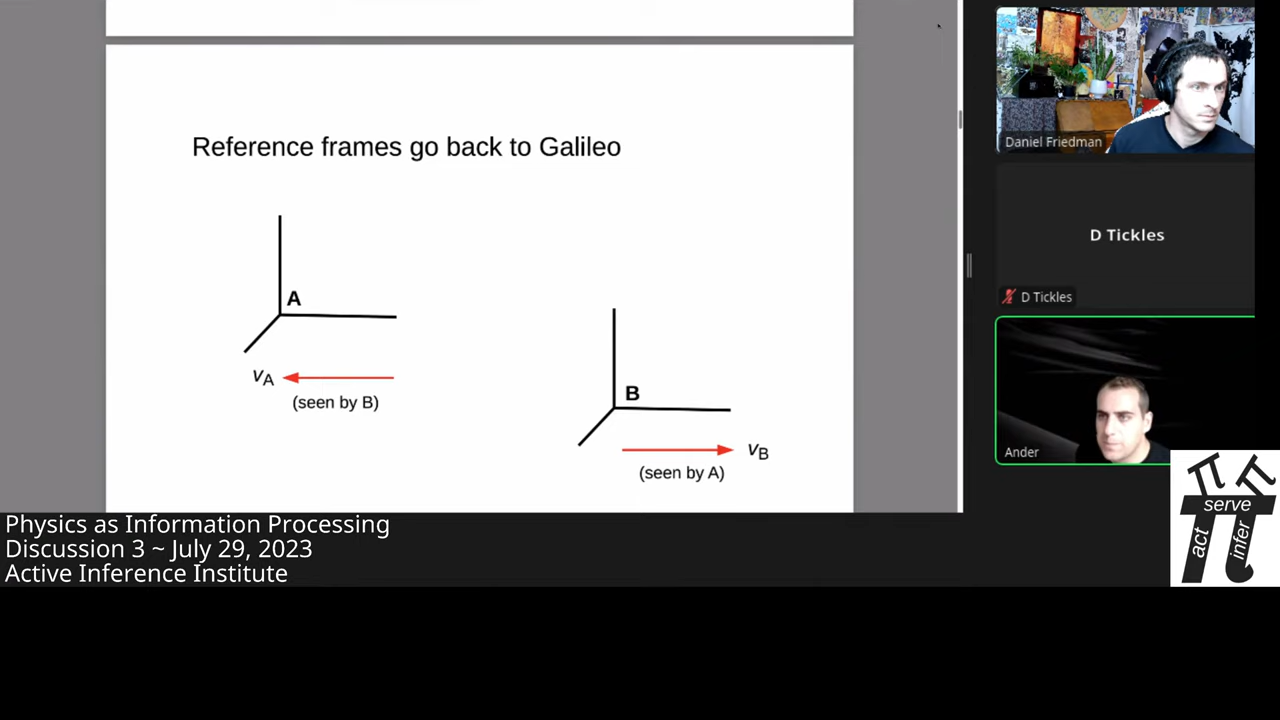 Reference frames go back to Galileo
A
vA
(seen by B)
B
vB
(seen by A)
Daniel Friedman
D Tickles
D Tickles
Ander
π π
serve
act
infer
Physics as Information Processing
Discussion 3 ~ July 29, 2023
Active Inference Institute